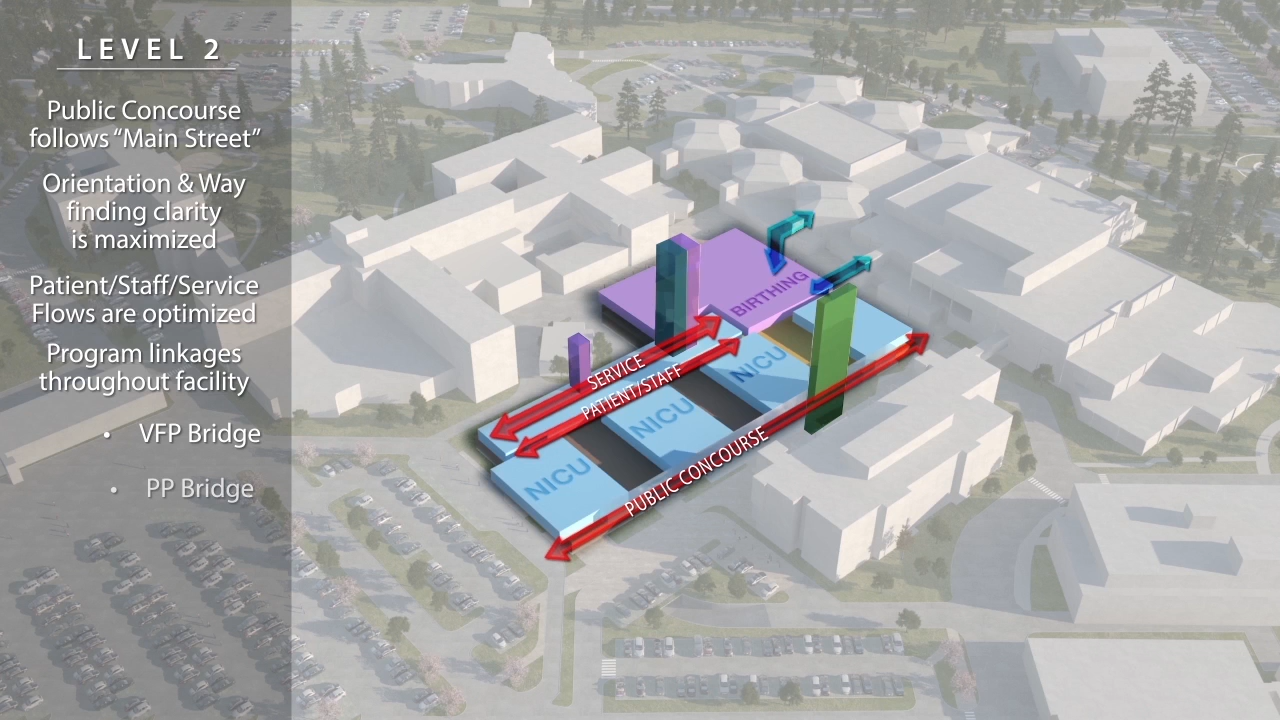 LEVEL 2
Public Concourse
follows “Main Street”
Orientation & Way
finding clarity
is maximized
Patient/Staff/Service
Flows are optimized
Program linkages
throughout facility
• VFP Bridge
• PP Bridge
BIRTHING
SERVICE
PATIENT/STAFF
NICU
NICU
NICU
PUBLIC CONCOURSE